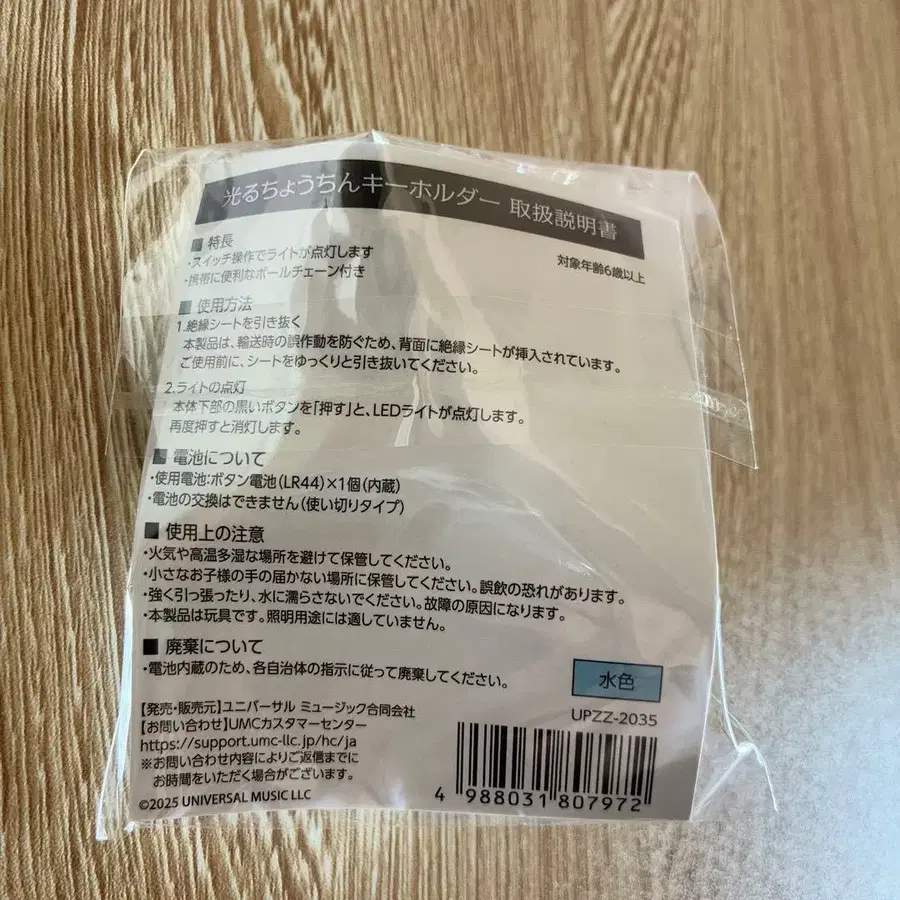 光るちょうちんキーホルダー 取扱説明書
対象年齢6歳以上
■ 特長
・スイッチ操作でライトが点灯します
・携帯に便利なボールチェーン付き
■ 使用方法
1.絶縁シートを引き抜く
本製品は、輸送時の誤作動を防ぐため、背面に絶縁シートが挿入されています。
ご使用前に、シートをゆっくりと引き抜いてください。
2.ライトの点灯
本体下部の黒いボタンを「押す」と、LEDライトが点灯します。
再度押すと消灯します。
■ 電池について
・使用電池:ボタン電池(LR44)×1個(内蔵)
・電池の交換はできません(使い切りタイプ)
■ 使用上の注意
・火気や高温多湿な場所を避けて保管してください。
・小さなお子様の手の届かない場所に保管してください。誤飲の恐れがあります。
・強く引っ張ったり、水に濡らさないでください。故障の原因になります。
・本製品は玩具です。照明用途には適していません。
■ 廃棄について
・電池内蔵のため、各自治体の指示に従って廃棄してください。
水色
UPZZ-2035
【発売・販売元】ユニバーサル ミュージック合同会社
【お問い合わせ】UMCカスタマーセンター
https://support.umc-llc.jp/hc/ja
※お問い合わせ内容によりご返信までに
お時間をいただく場合がございます。
©2025 UNIVERSAL MUSIC LLC
4 988031 807972